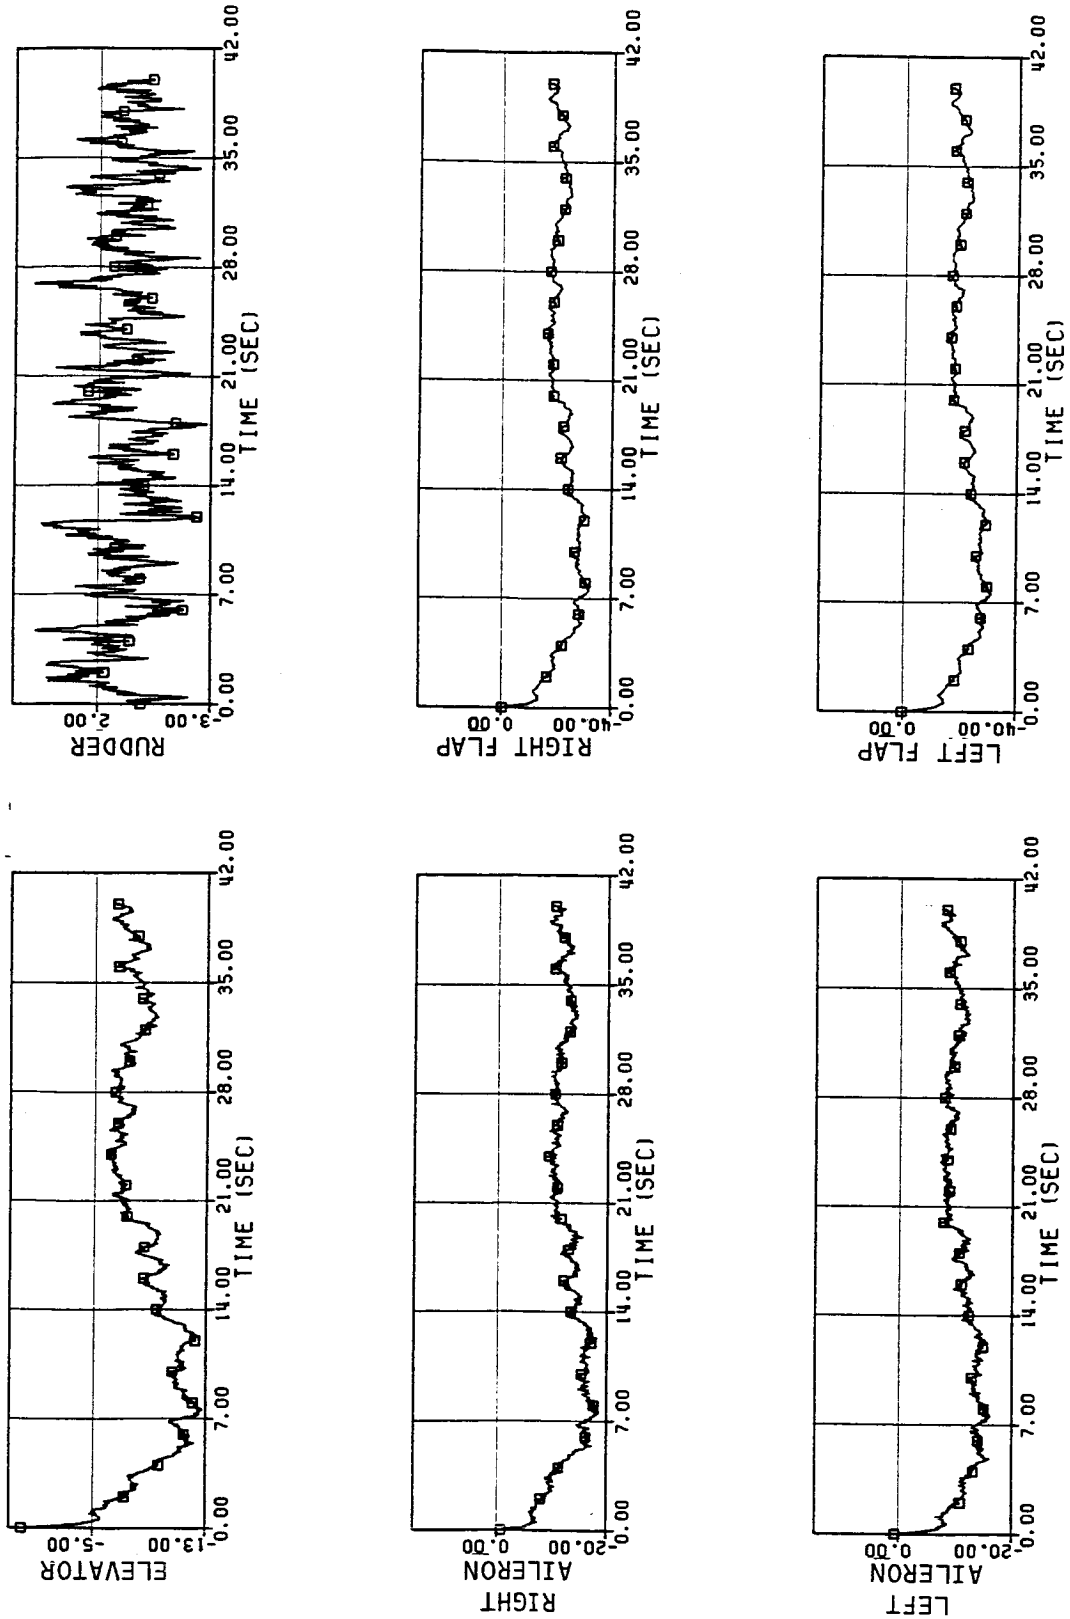 ELEVATOR
-5.00
-13.00
0.00 7.00 14.00 21.00 28.00 35.00 42.00
TIME (SEC)
RUDDER
2.00
-3.00
0.00 7.00 14.00 21.00 28.00 35.00 42.00
TIME (SEC)
RIGHT
AILERON
0.00
-20.00
0.00 7.00 14.00 21.00 28.00 35.00 42.00
TIME (SEC)
RIGHT FLAP
0.00
-40.00
0.00 7.00 14.00 21.00 28.00 35.00 42.00
TIME (SEC)
LEFT
AILERON
0.00
-20.00
0.00 7.00 14.00 21.00 28.00 35.00 42.00
TIME (SEC)
LEFT FLAP
0.00
-40.00
0.00 7.00 14.00 21.00 28.00 35.00 42.00
TIME (SEC)